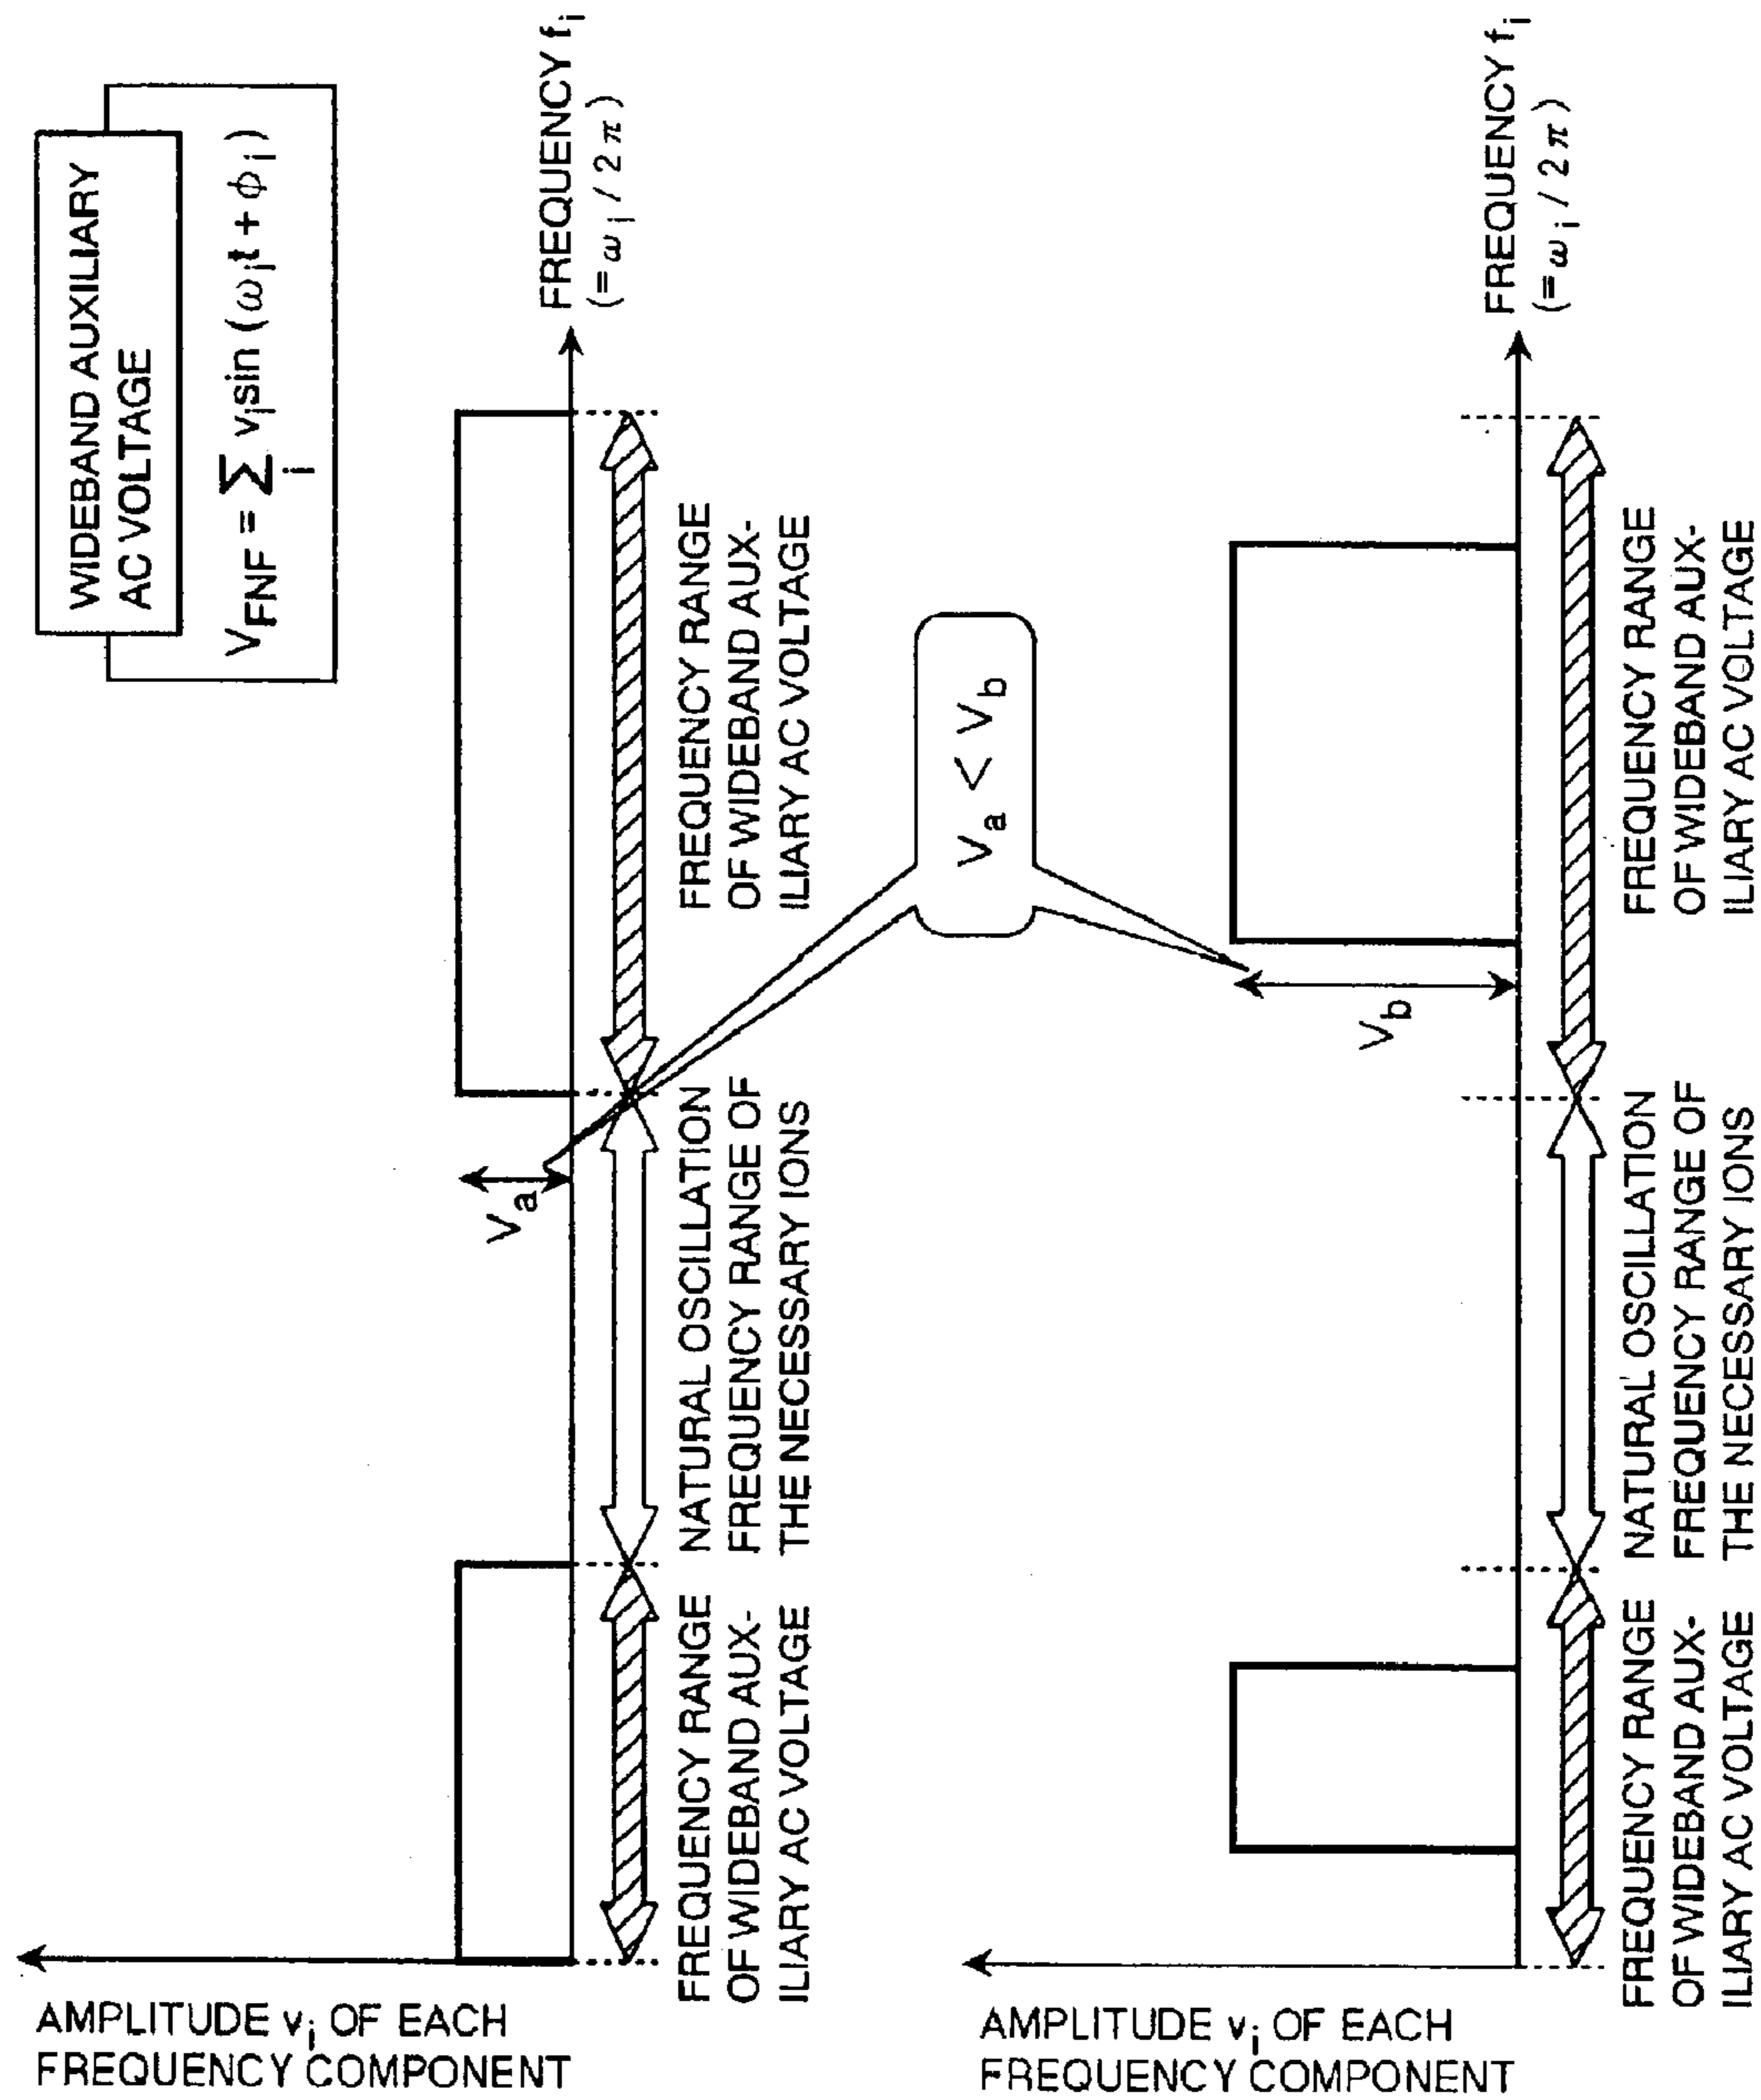 WIDEBAND AUXILIARY
AC VOLTAGE
V_FNF = Σ_i v_i sin (ω_i t + φ_i)
AMPLITUDE v_i OF EACH
FREQUENCY COMPONENT
V_a
FREQUENCY f_i
(= ω_i / 2π)
FREQUENCY RANGE
OF WIDEBAND AUX-
ILIARY AC VOLTAGE
NATURAL OSCILLATION
FREQUENCY RANGE OF
THE NECESSARY IONS
FREQUENCY RANGE
OF WIDEBAND AUX-
ILIARY AC VOLTAGE
V_a < V_b
AMPLITUDE v_i OF EACH
FREQUENCY COMPONENT
V_b
FREQUENCY f_i
(= ω_i / 2π)
FREQUENCY RANGE
OF WIDEBAND AUX-
ILIARY AC VOLTAGE
NATURAL OSCILLATION
FREQUENCY RANGE OF
THE NECESSARY IONS
FREQUENCY RANGE
OF WIDEBAND AUX-
ILIARY AC VOLTAGE